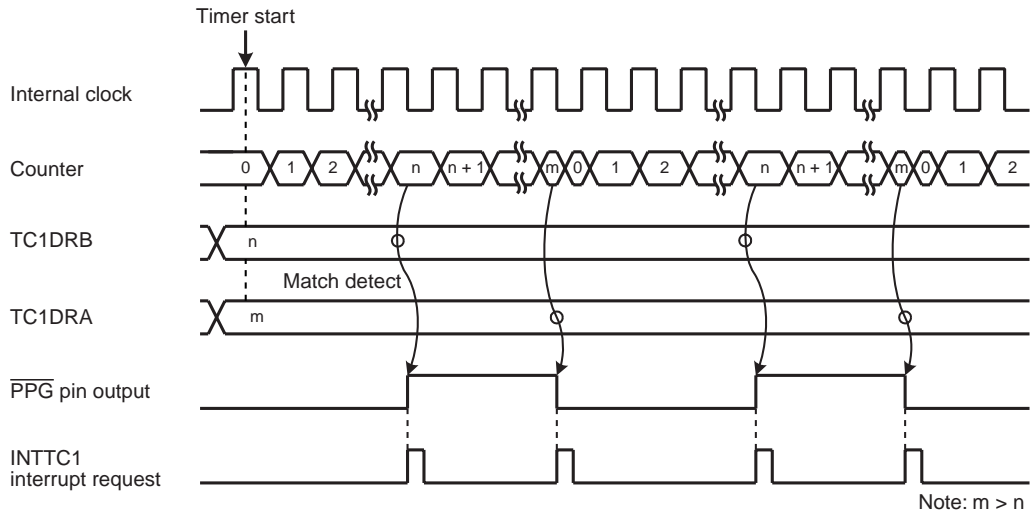 Timer start
Internal clock
Counter
0 1 2 n n + 1 m 0 1 2 n n + 1 m 0 1 2
TC1DRB
n
Match detect
TC1DRA
m
PPG pin output
INTTC1
interrupt request
Note: m > n